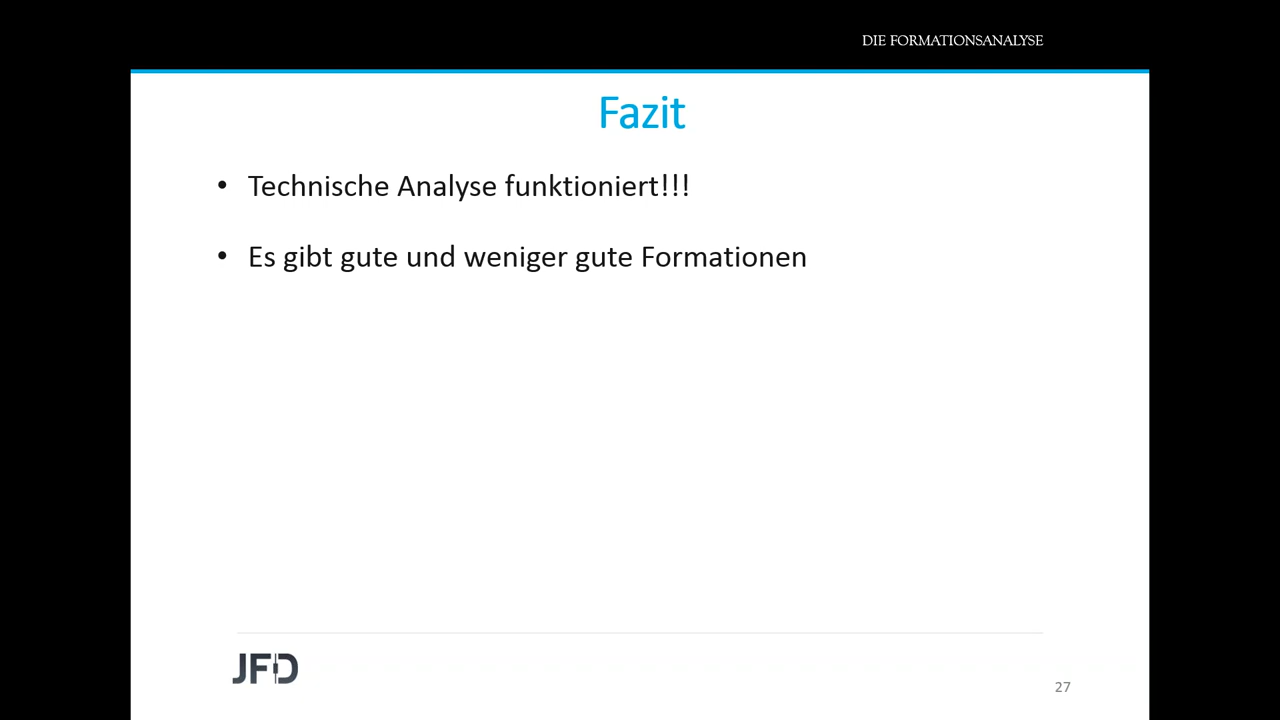 DIE FORMATIONSANALYSE
Fazit
• Technische Analyse funktioniert!!!
• Es gibt gute und weniger gute Formationen
JFD
27